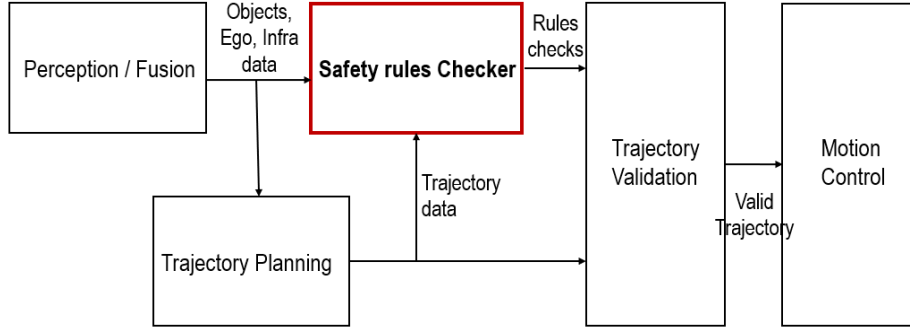 Objects,
Ego, Infra
data
Perception / Fusion
Safety rules Checker
Rules
checks
Trajectory
Validation
Motion
Control
Trajectory
data
Valid
Trajectory
Trajectory Planning